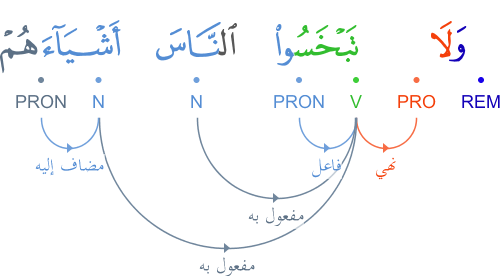 وَلَا تَبْخَسُوا۟ ٱلنَّاسَ أَشْيَآءَهُمْ
REM PRO V PRON N N PRON
نهي فاعل مضاف إليه
مفعول به
مفعول به